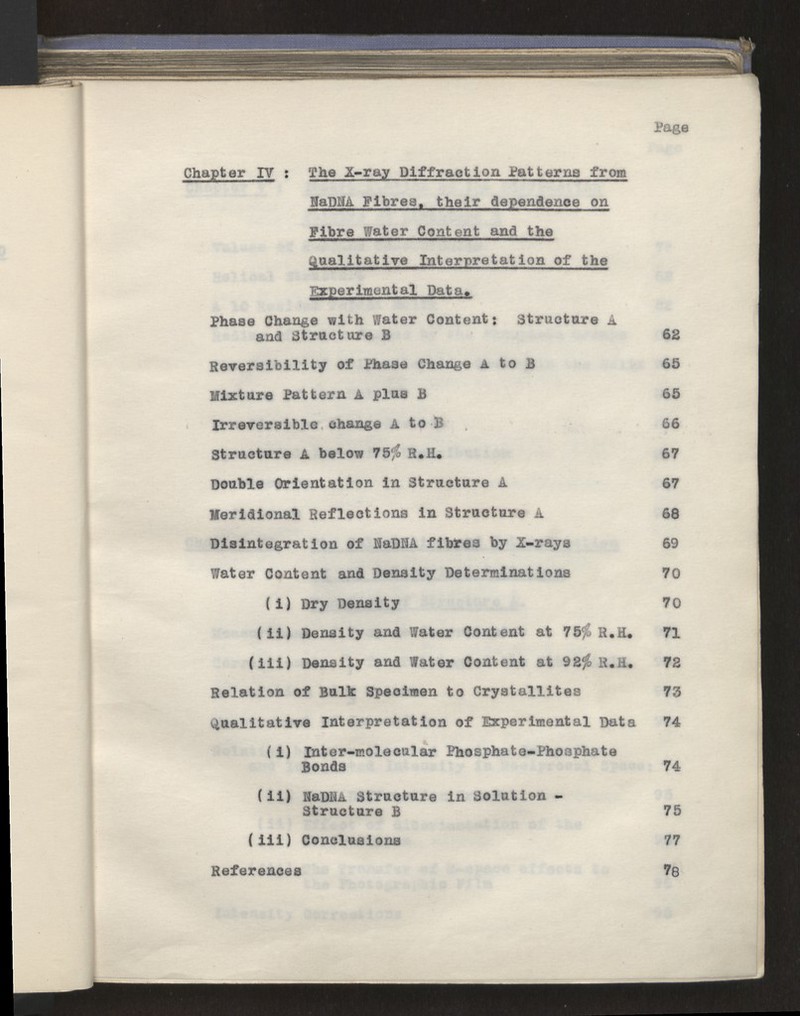 Page
Chapter IV : The X-ray Diffraction Patterns from
NaDNA Fibres, their dependence on
Fibre Water Content and the
Qualitative Interpretation of the
Experimental Data.
Phase Change with Water Content: Structure A
and Structure B 62
Reversibility of Phase Change A to B 65
Mixture Pattern A plus B 65
Irreversible change A to B 66
Structure A below 75% R.H. 67
Double Orientation in Structure A 67
Meridional Reflections in Structure A 68
Disintegration of NaDNA fibres by X-rays 69
Water Content and Density Determinations 70
(i) Dry Density 70
(ii) Density and Water Content at 75% R.H. 71
(iii) Density and Water Content at 92% R.H. 72
Relation of Bulk Specimen to Crystallites 73
Qualitative Interpretation of Experimental Data 74
(i) Inter-molecular Phosphate-Phosphate
Bonds 74
(ii) NaDNA Structure in Solution -
Structure B 75
(iii) Conclusions 77
References 78